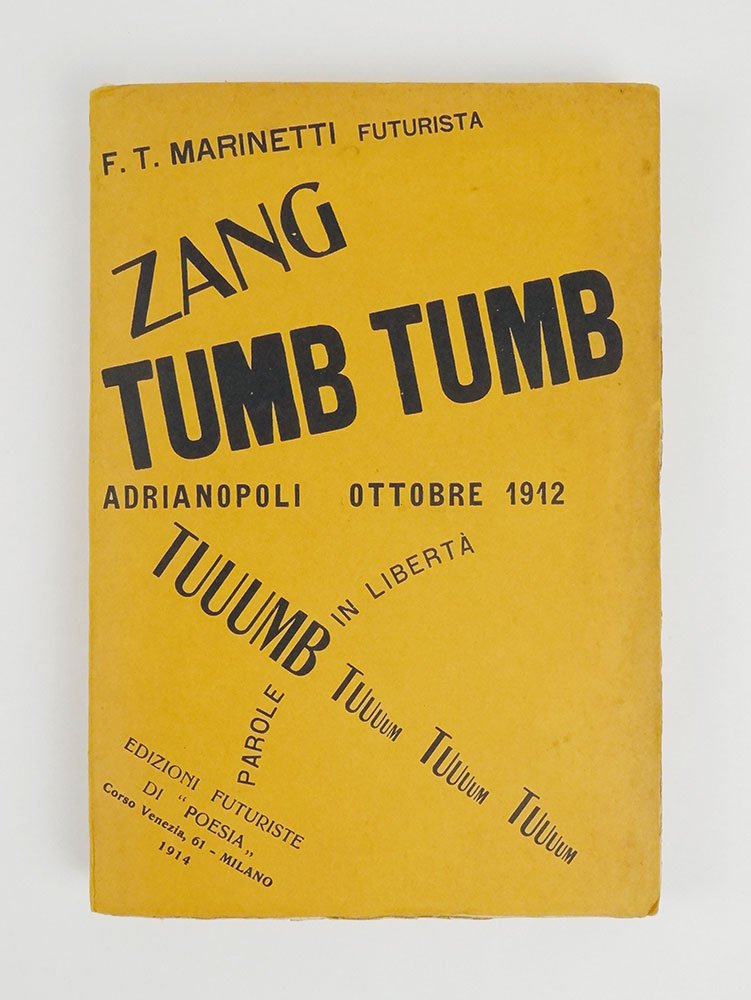 F. T. MARINETTI FUTURISTA
ZANG
TUMB TUMB
ADRIANOPOLI OTTOBRE 1912
TUUUMB
IN LIBERTÀ
PAROLE
TUUUUM TUUUUM TUUUUM
EDIZIONI FUTURISTE
DI "POESIA„
Corso Venezia, 61 - MILANO
1914